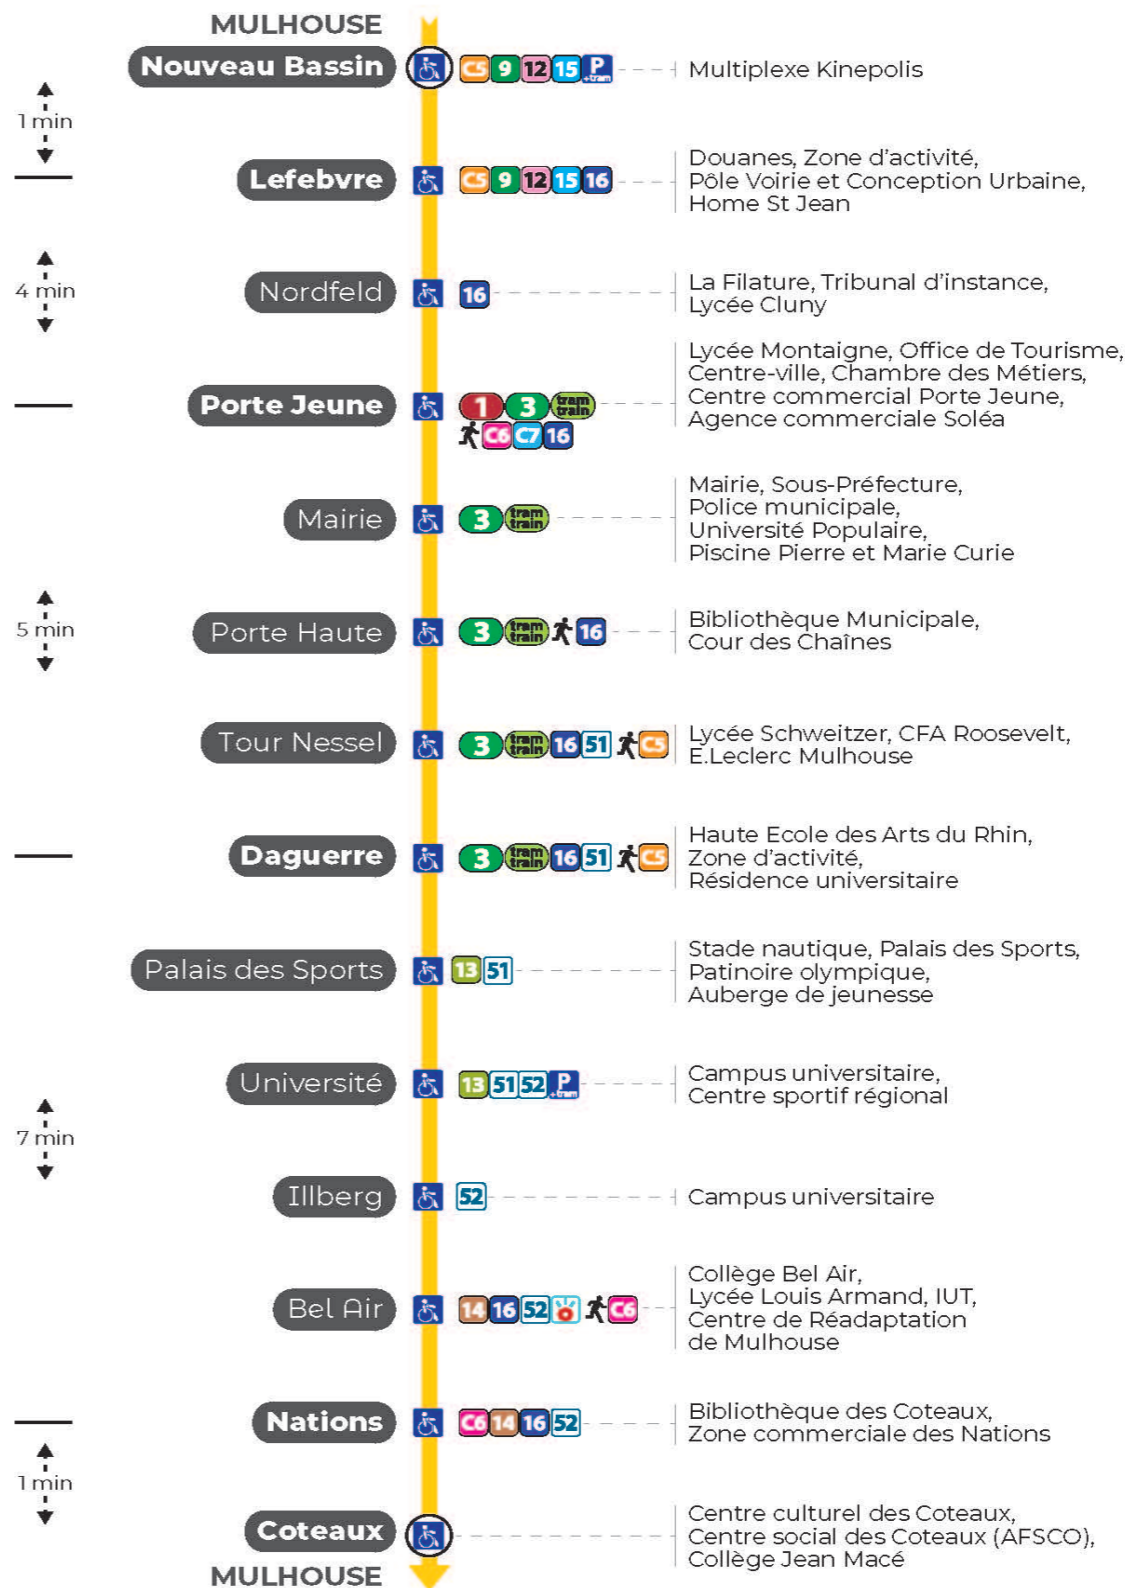 MULHOUSE
Nouveau Bassin C5 9 12 15 P +tram Multiplexe Kinepolis
1 min
Lefebvre C5 9 12 15 16
Douanes, Zone d'activité,
Pôle Voirie et Conception Urbaine,
Home St Jean
4 min
Nordfeld 16
La Filature, Tribunal d'instance,
Lycée Cluny
Porte Jeune 1 3 tram train
C6 C7 16
Lycée Montaigne, Office de Tourisme,
Centre-ville, Chambre des Métiers,
Centre commercial Porte Jeune,
Agence commerciale Soléa
Mairie 3 tram train
Mairie, Sous-Préfecture,
Police municipale,
Université Populaire,
Piscine Pierre et Marie Curie
5 min
Porte Haute 3 tram train 16
Bibliothèque Municipale,
Cour des Chaînes
Tour Nessel 3 tram train 16 51 C5
Lycée Schweitzer, CFA Roosevelt,
E.Leclerc Mulhouse
Daguerre 3 tram train 16 51 C5
Haute Ecole des Arts du Rhin,
Zone d'activité,
Résidence universitaire
Palais des Sports 13 51
Stade nautique, Palais des Sports,
Patinoire olympique,
Auberge de jeunesse
Université 13 51 52 P +tram
Campus universitaire,
Centre sportif régional
7 min
Illberg 52 Campus universitaire
Bel Air 14 16 52 C6
Collège Bel Air,
Lycée Louis Armand, IUT,
Centre de Réadaptation
de Mulhouse
Nations C6 14 16 52
Bibliothèque des Coteaux,
Zone commerciale des Nations
1 min
Coteaux
Centre culturel des Coteaux,
Centre social des Coteaux (AFSCO),
Collège Jean Macé
MULHOUSE